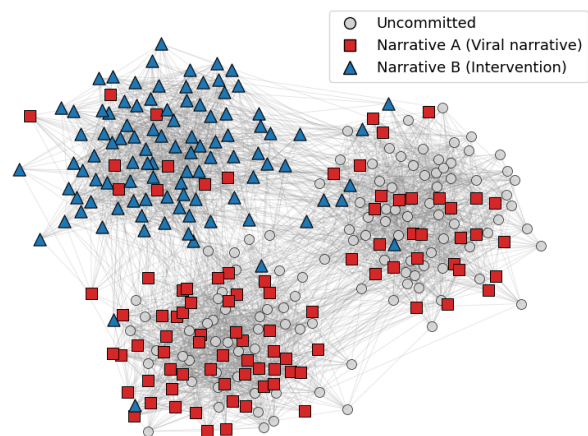 Uncommitted
Narrative A (Viral narrative)
Narrative B (Intervention)